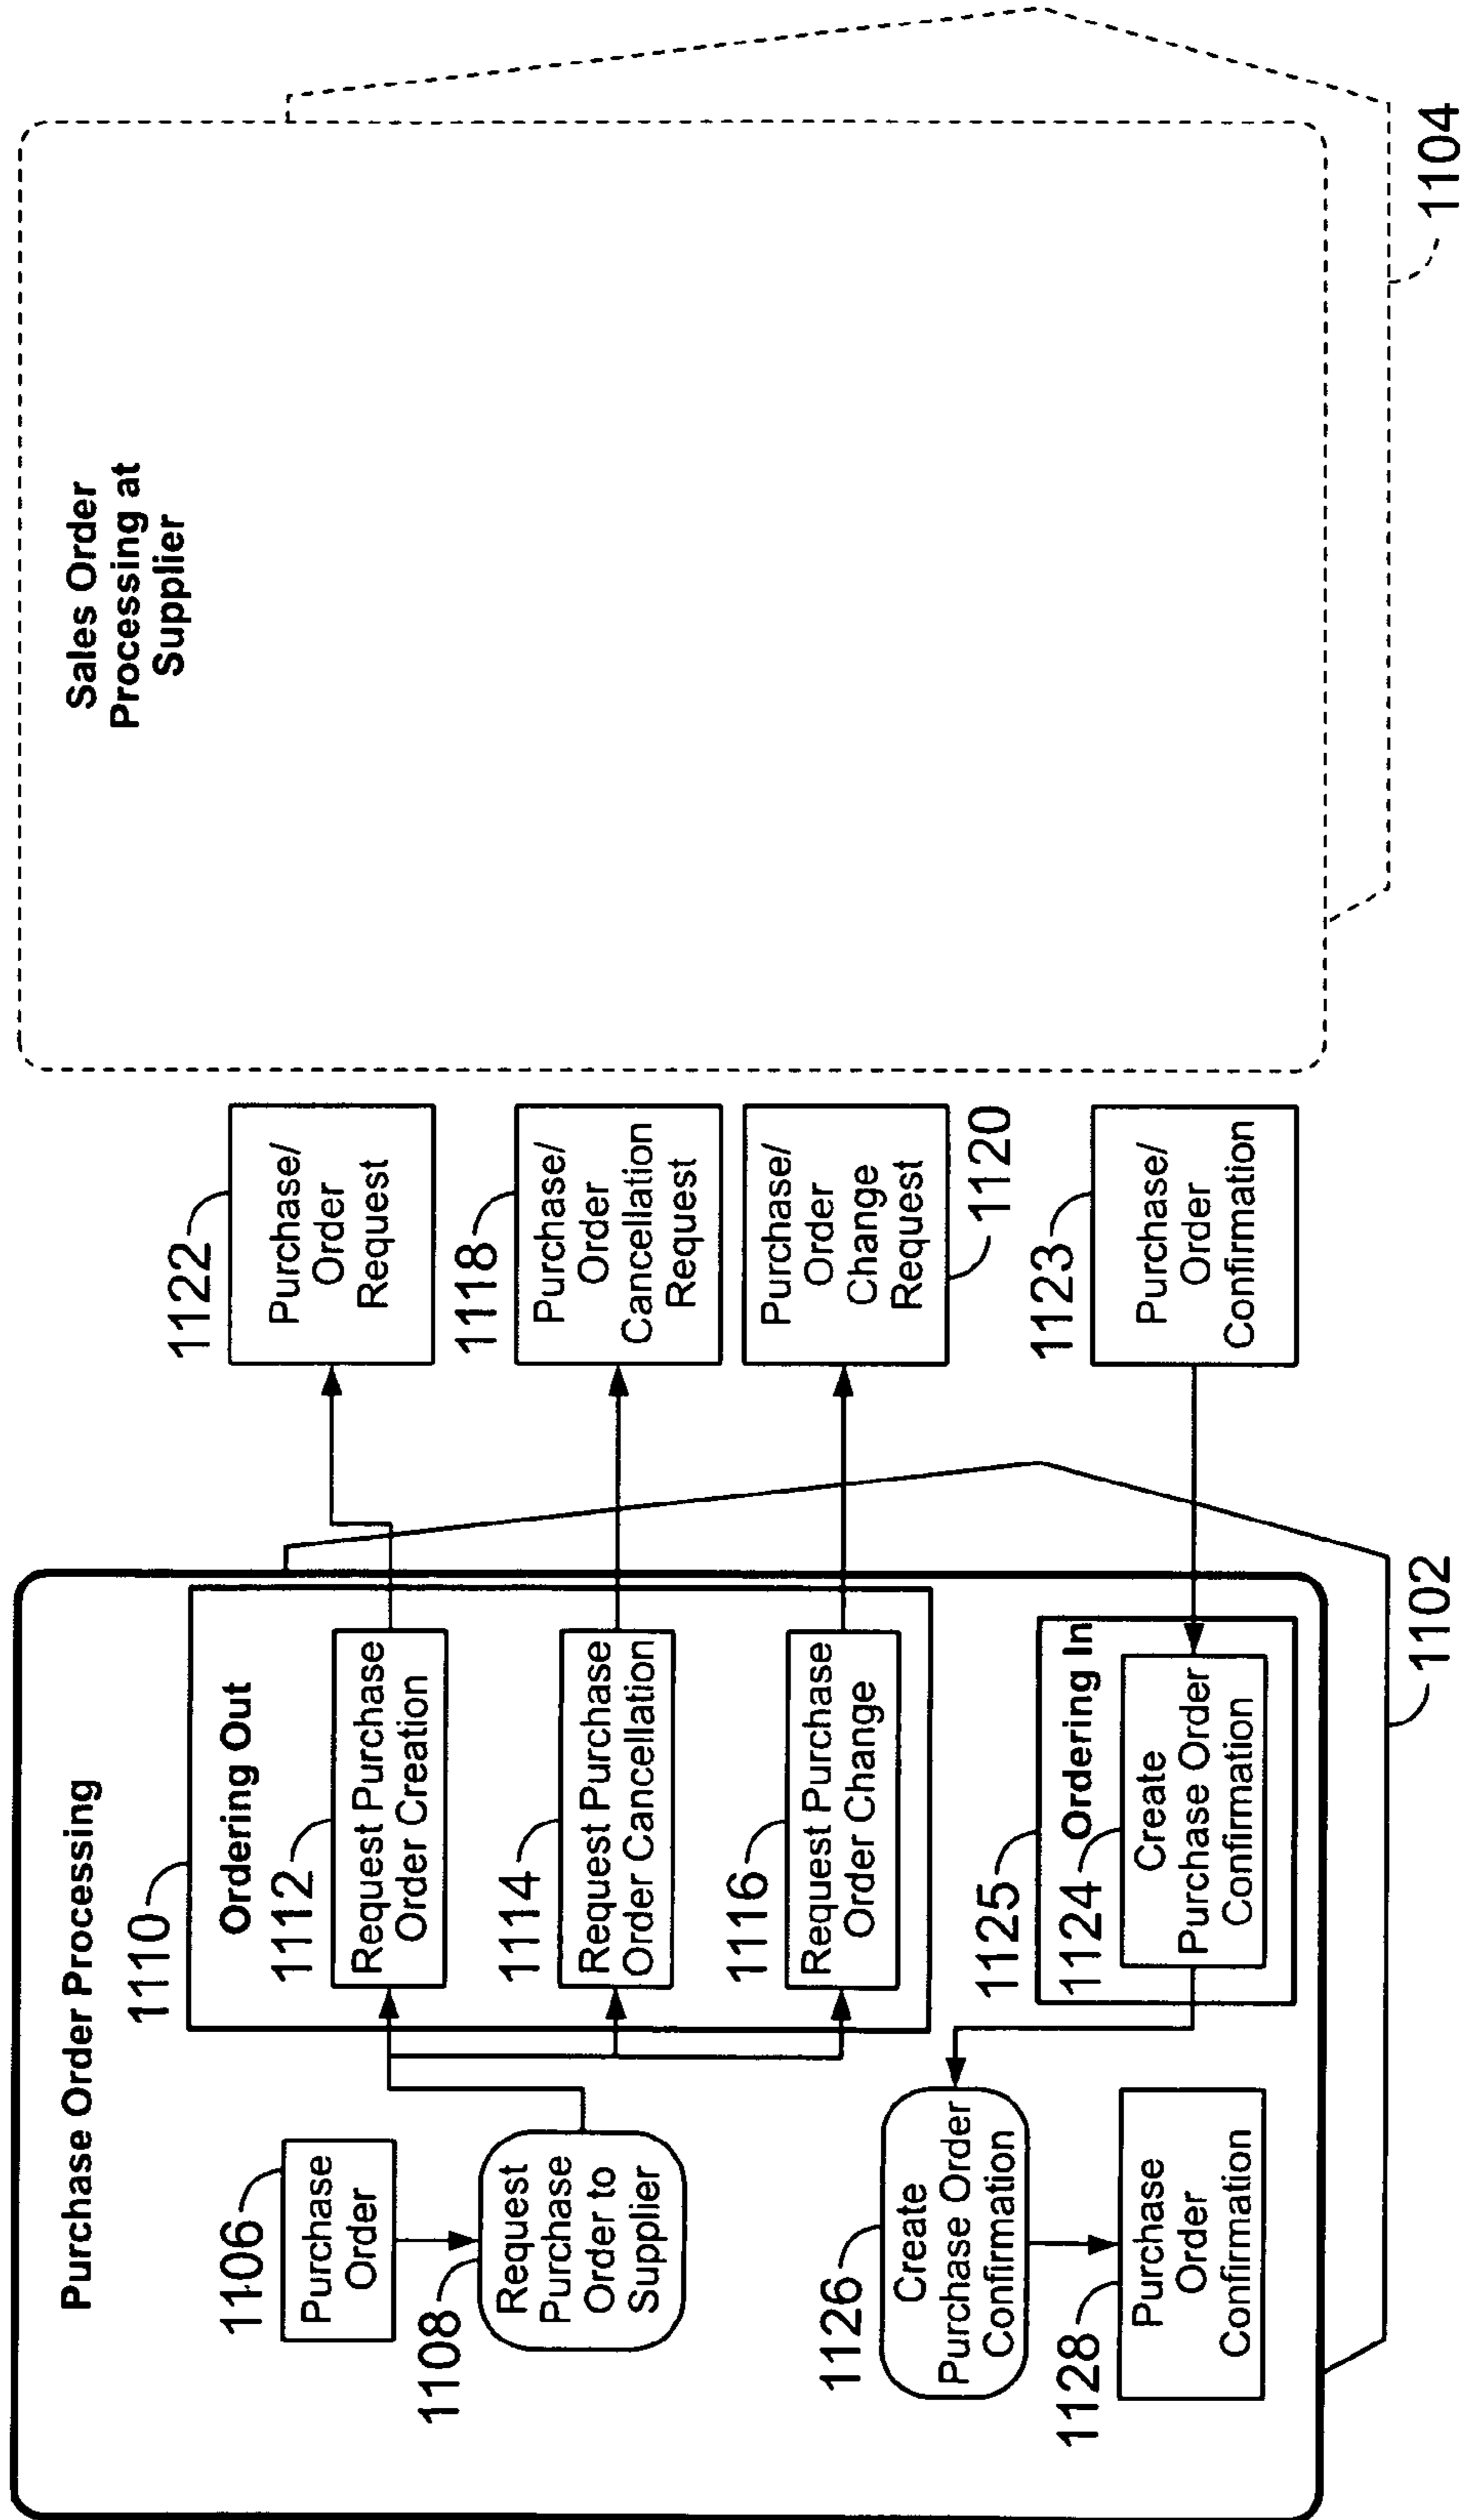 Purchase Order Processing
1106
Purchase
Order
1108
Request
Purchase
Order to
Supplier
1110
Ordering Out
1112
Request Purchase
Order Creation
1114
Request Purchase
Order Cancellation
1116
Request Purchase
Order Change
1125
Ordering In
1124
Create
Purchase Order
Confirmation
1126
Create
Purchase Order
Confirmation
1128
Purchase
Order
Confirmation
1102
1122
Purchase/
Order
Request
1118
Purchase/
Order
Cancellation
Request
Purchase/
Order
Change
Request
1120
1123
Purchase/
Order
Confirmation
Sales Order
Processing at
Supplier
1104